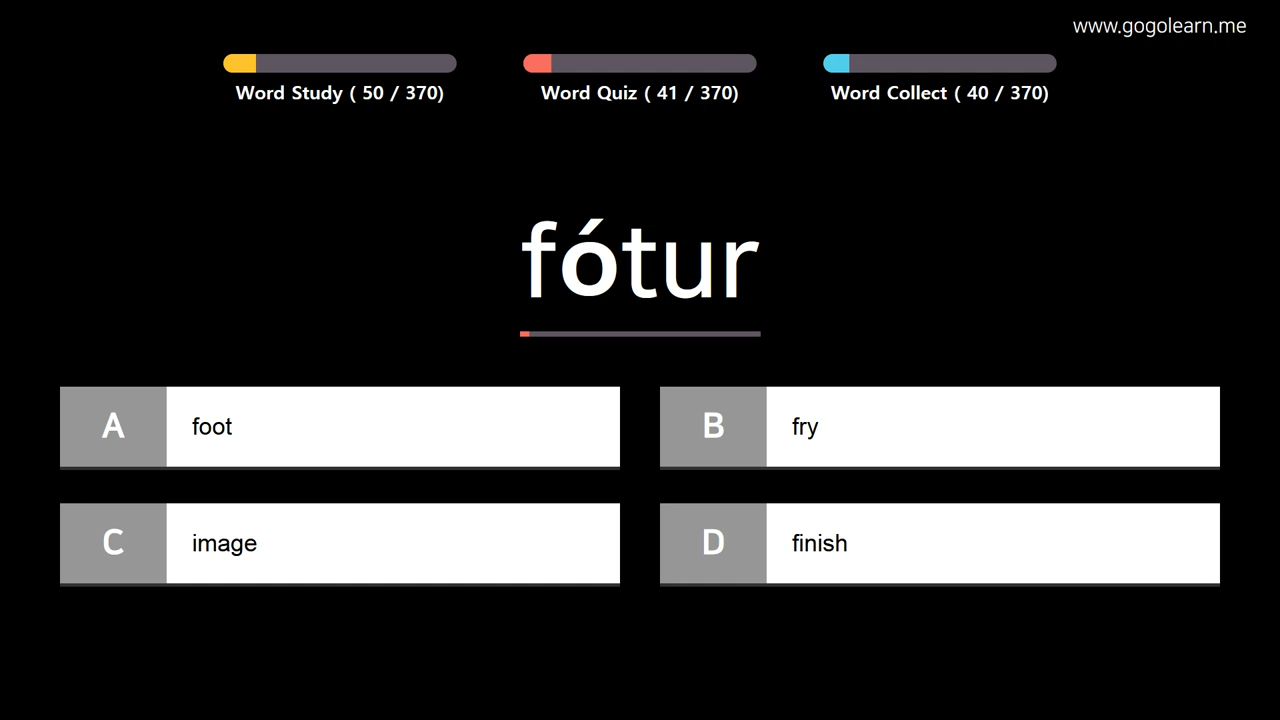 www.gogolearn.me
Word Study ( 50 / 370)
Word Quiz ( 41 / 370)
Word Collect ( 40 / 370)
fótur
A
foot
B
fry
C
image
D
finish